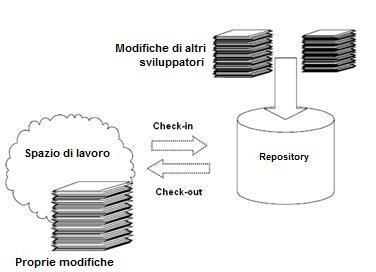 Modifiche di altri
sviluppatori
Check-in
Spazio di lavoro
Repository
Check-out
Proprie modifiche